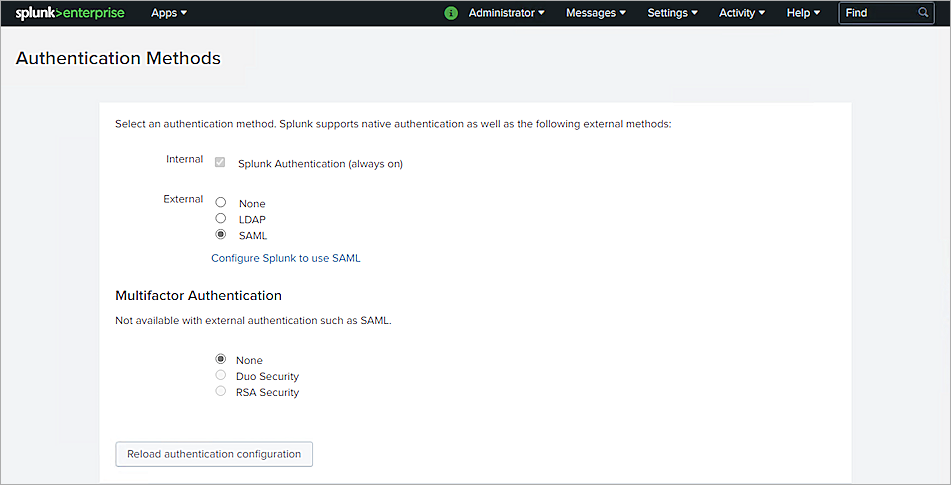 splunk>enterprise Apps Administrator Messages Settings Activity Help Find
Authentication Methods
Select an authentication method. Splunk supports native authentication as well as the following external methods:
Internal Splunk Authentication (always on)
External None
LDAP
SAML
Configure Splunk to use SAML
Multifactor Authentication
Not available with external authentication such as SAML.
None
Duo Security
RSA Security
Reload authentication configuration